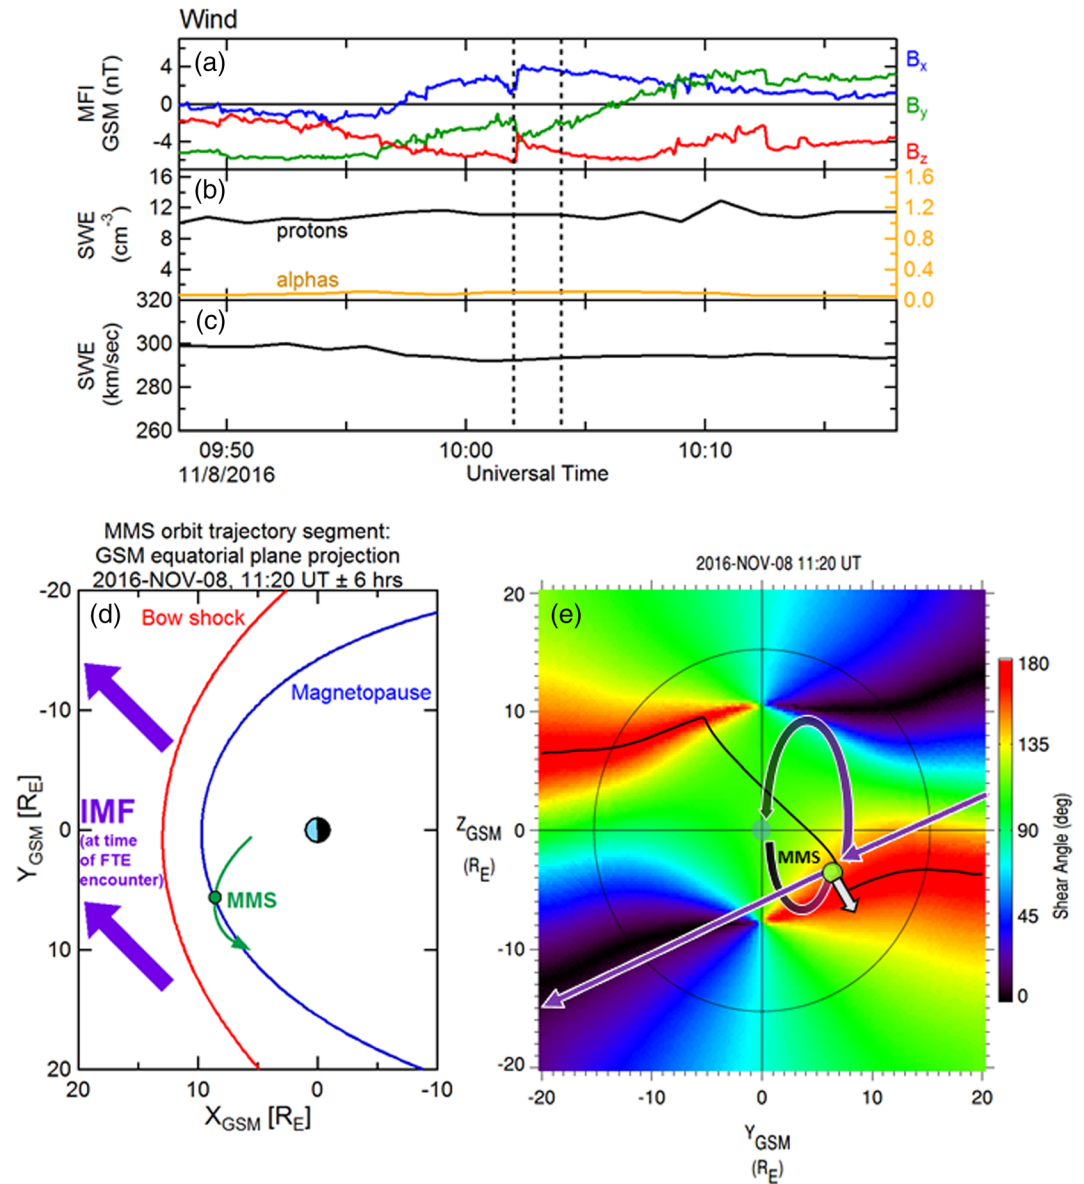 Wind
(a)
MFI
GSM (nT)
4
0
-4
Bx
By
Bz
(b)
SWE
(cm-3)
16
12
8
4
protons
alphas
1.6
1.2
0.8
0.4
0.0
(c)
SWE
(km/sec)
320
300
280
260
09:50
10:00
10:10
11/8/2016
Universal Time
MMS orbit trajectory segment:
GSM equatorial plane projection
2016-NOV-08, 11:20 UT ± 6 hrs
(d)
Bow shock
Magnetopause
IMF
(at time
of FTE
encounter)
MMS
YGSM [RE]
-20
-10
0
10
20
20
10
0
-10
XGSM [RE]
2016-NOV-08 11:20 UT
(e)
MMS
ZGSM
(RE)
20
10
0
-10
-20
-20
-10
0
10
20
YGSM
(RE)
180
135
90
45
0
Shear Angle (deg)